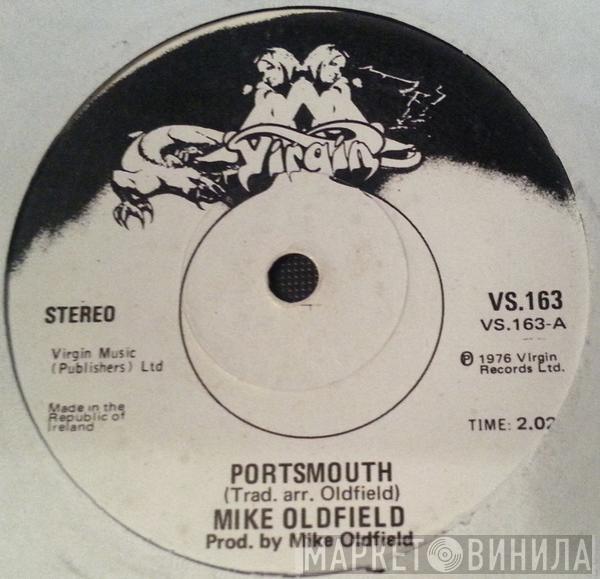 Virgin
STEREO
VS.163
VS.163-A
Virgin Music
(Publishers) Ltd
℗ 1976 Virgin
Records Ltd.
Made in the
Republic of
Ireland
TIME: 2.02
PORTSMOUTH
(Trad. arr. Oldfield)
MIKE OLDFIELD
Prod. by Mike Oldfield
МАРКЕТ ВИНИЛА